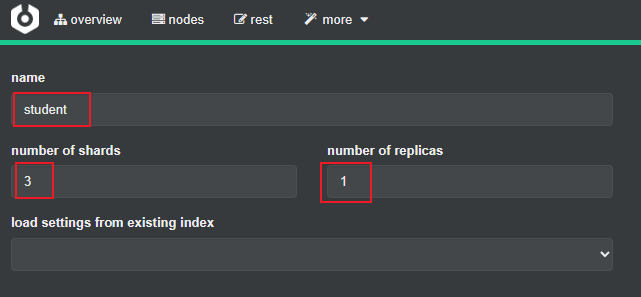 overview nodes rest more
name
student
number of shards number of replicas
3 1
load settings from existing index